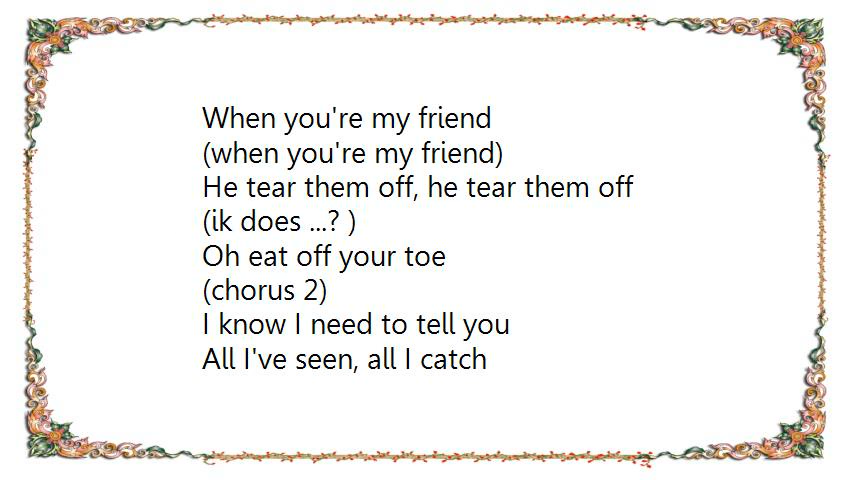 When you're my friend
(when you're my friend)
He tear them off, he tear them off
(ik does ...? )
Oh eat off your toe
(chorus 2)
I know I need to tell you
All I've seen, all I catch